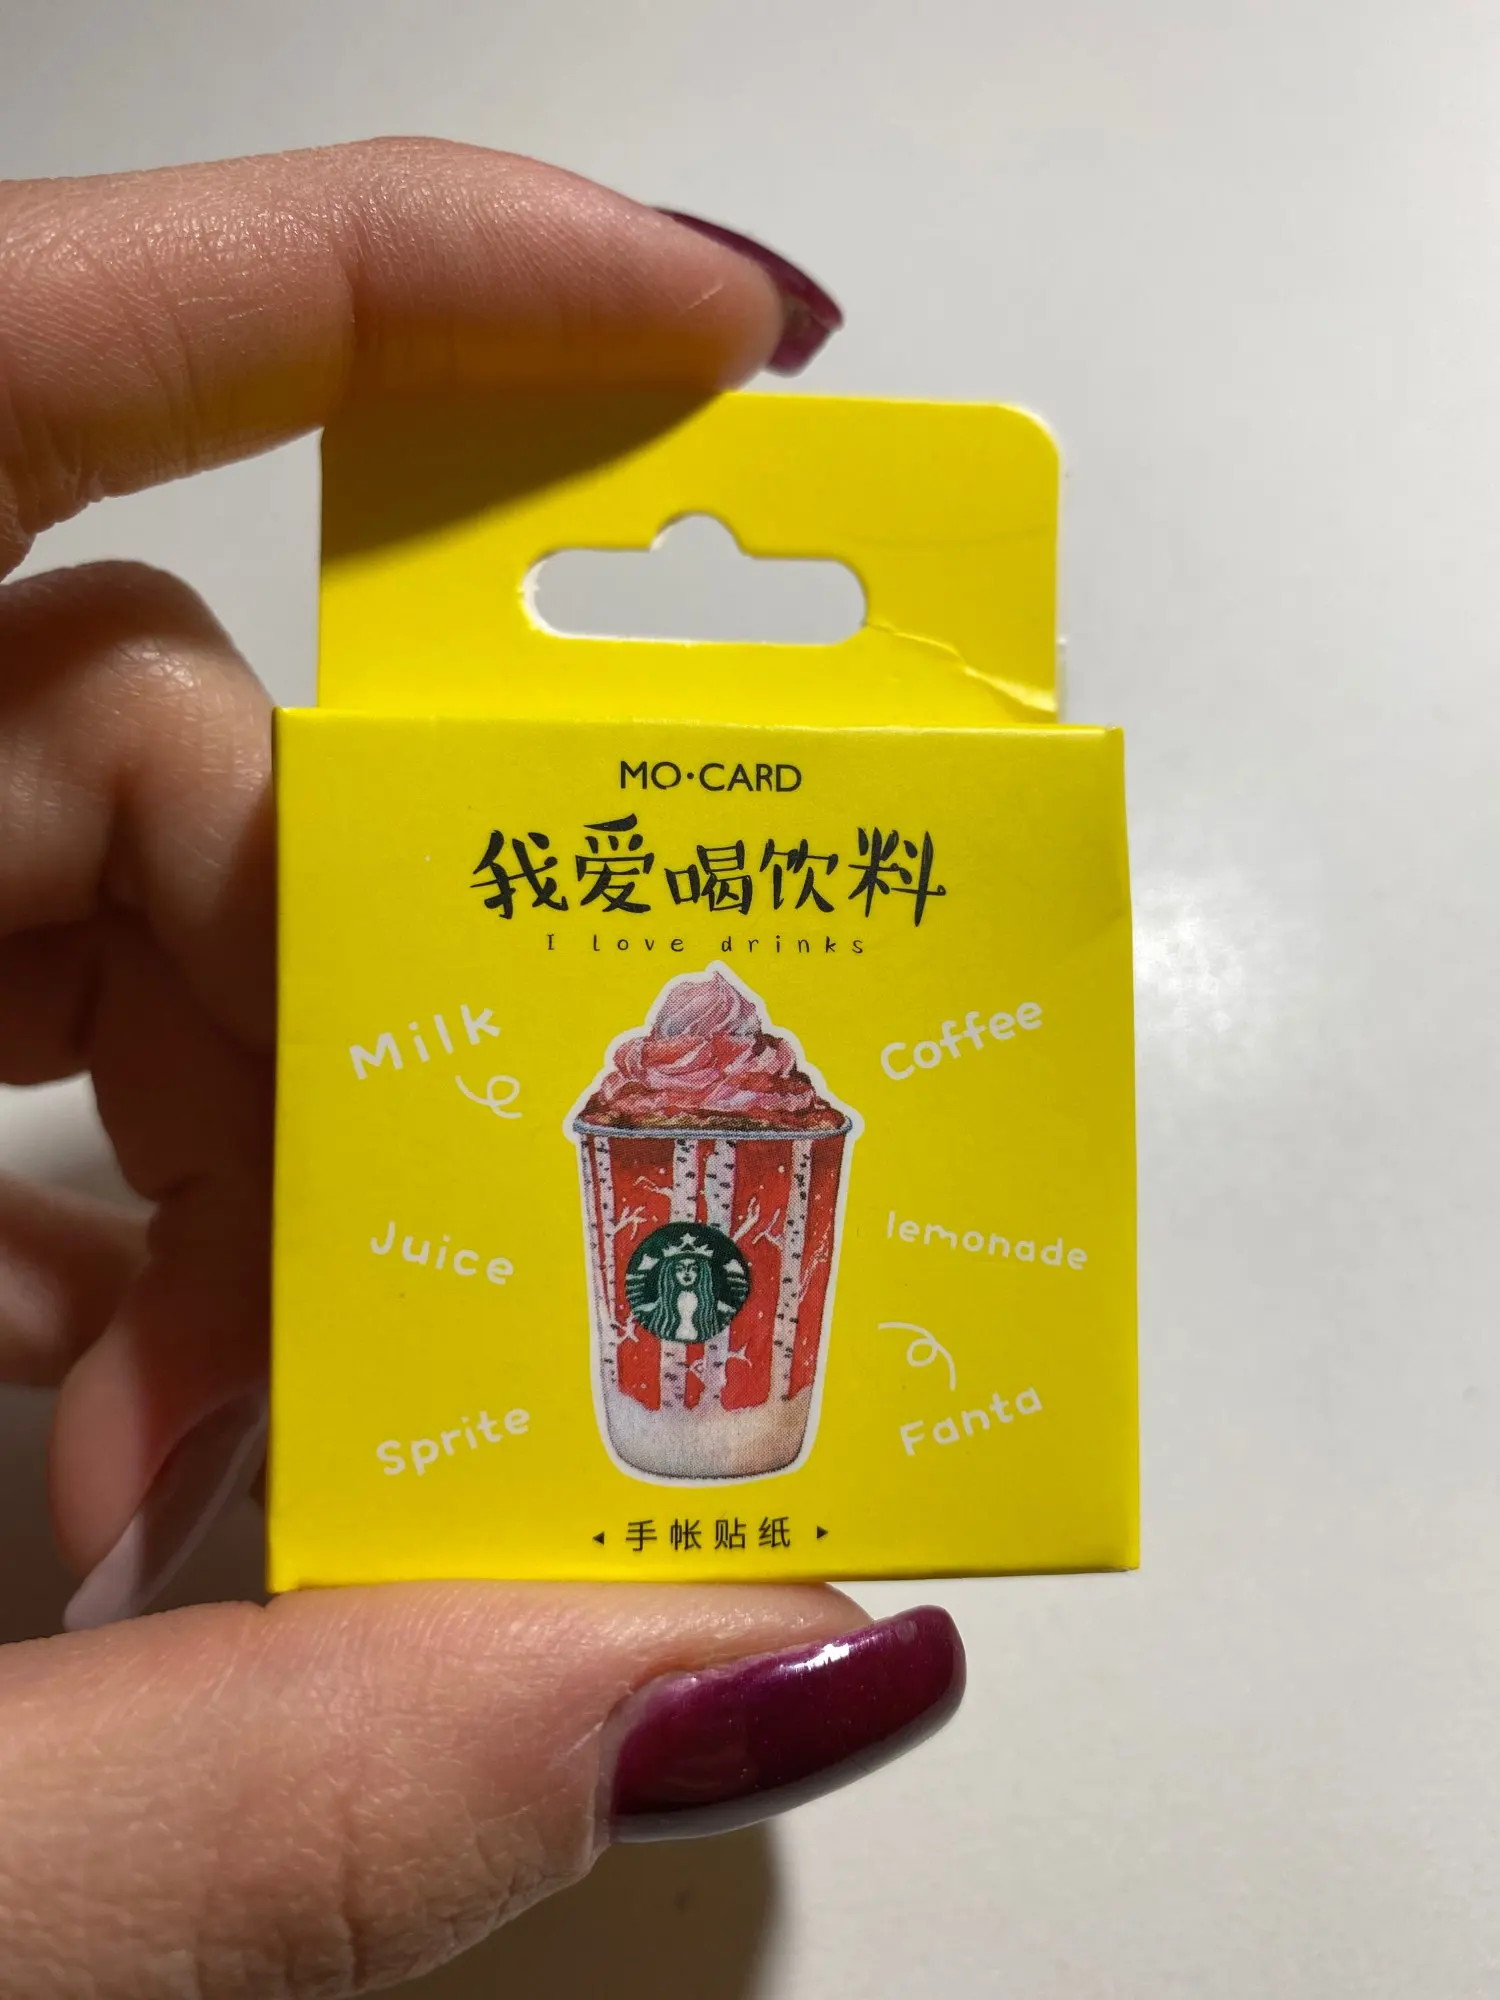 MO·CARD
我爱喝饮料
I love drinks
Milk
Coffee
Juice
lemonade
Sprite
Fanta
手帐贴纸